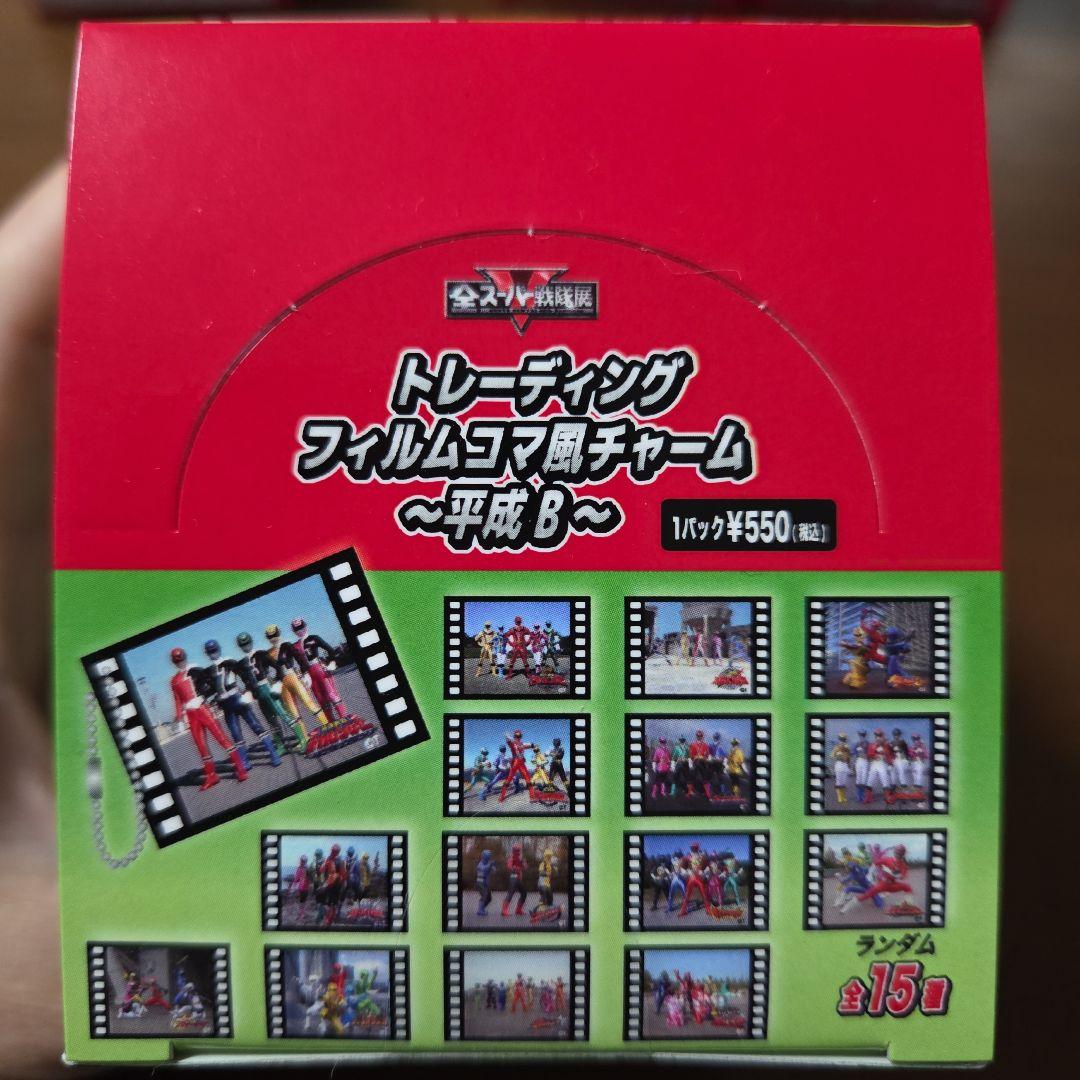 全スーパー戦隊展
トレーディング
フィルムコマ風チャーム
～平成B～
1パック¥550(税込)
ランダム
全15種